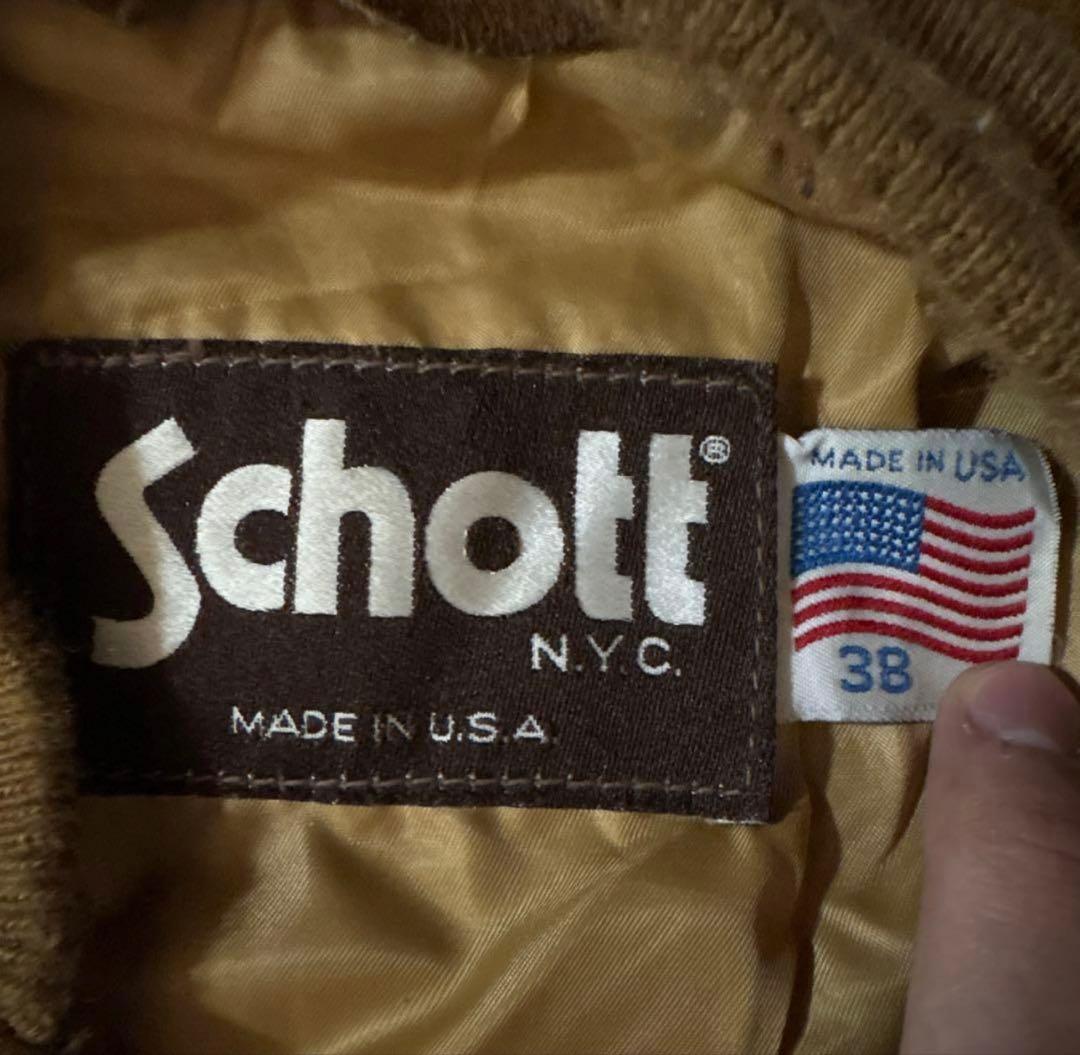 Schott®
N.Y.C.
MADE IN U.S.A.
MADE IN USA
38